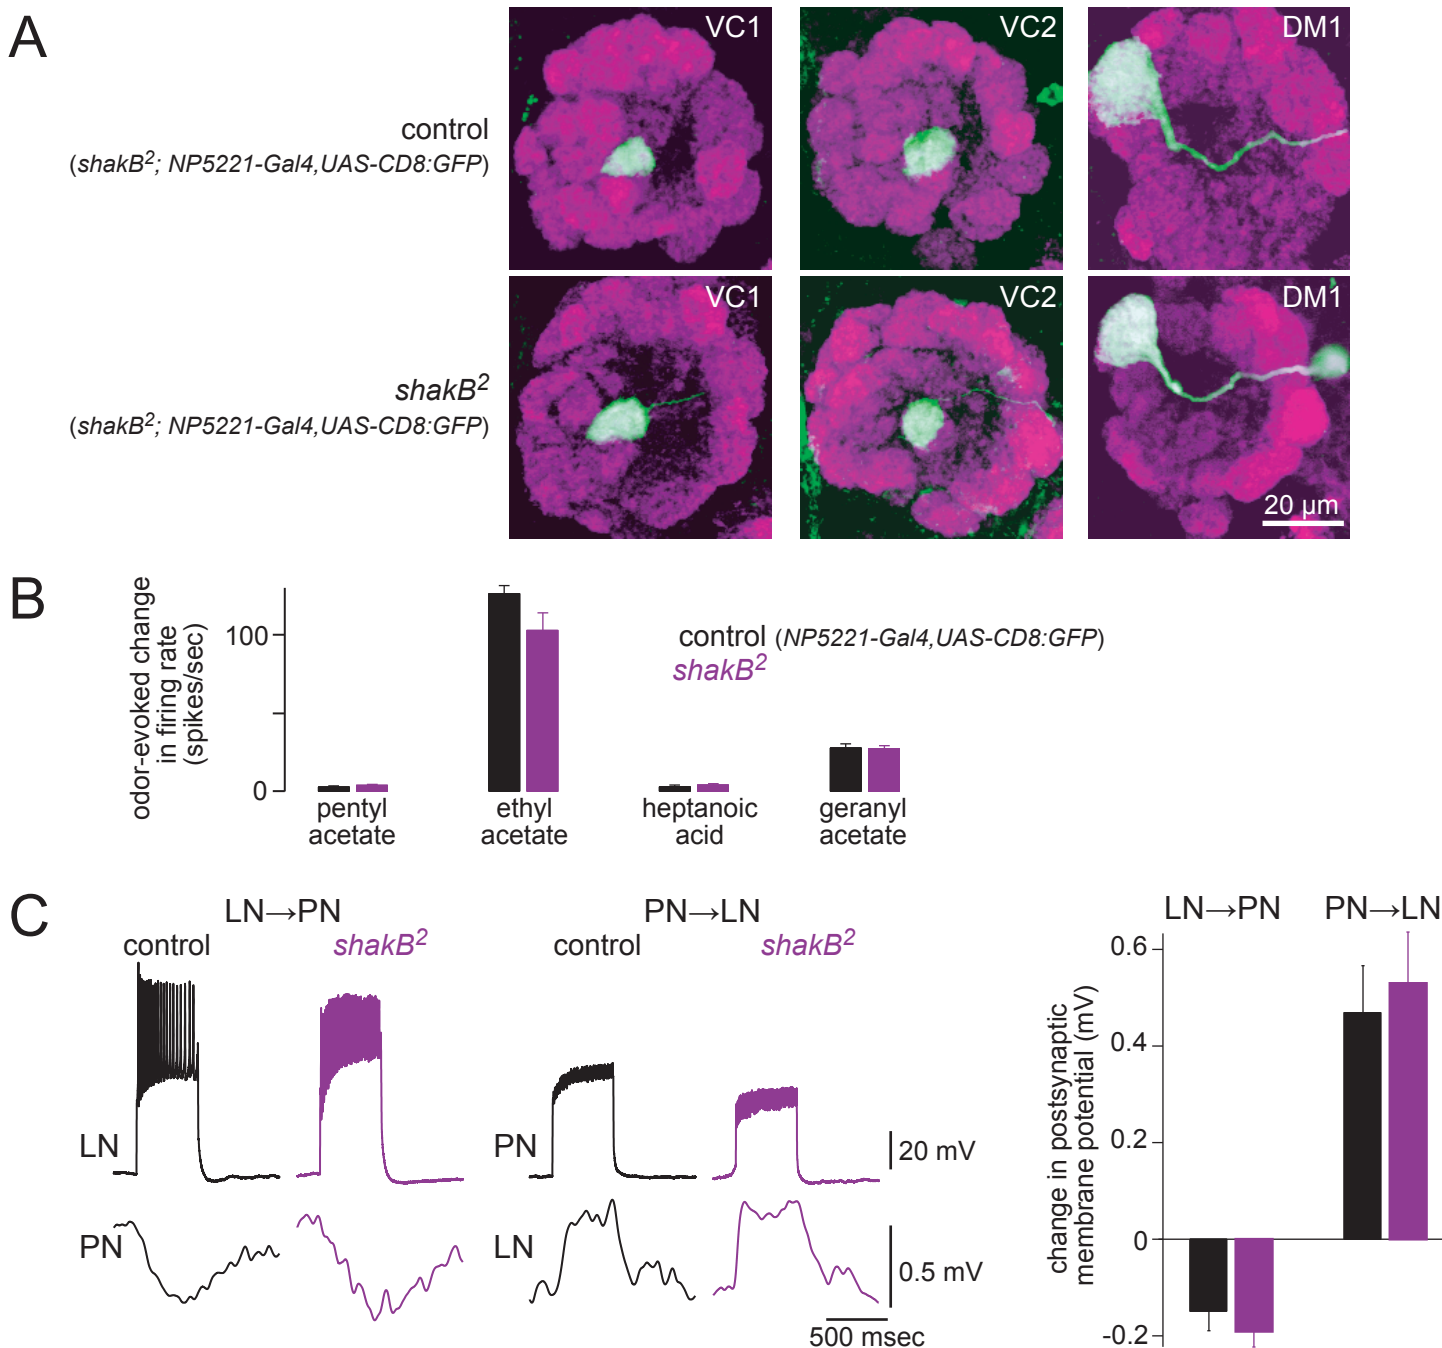 A
VC1
VC2
DM1
control
(shakB2; NP5221-Gal4,UAS-CD8:GFP)
VC1
VC2
DM1
shakB2
(shakB2; NP5221-Gal4,UAS-CD8:GFP)
20 µm
B
odor-evoked change
in firing rate
(spikes/sec)
100
0
control (NP5221-Gal4,UAS-CD8:GFP)
shakB2
pentyl
acetate
ethyl
acetate
heptanoic
acid
geranyl
acetate
C
LN→PN
control
shakB2
PN→LN
control
shakB2
LN
PN
PN
LN
20 mV
0.5 mV
500 msec
LN→PN
PN→LN
change in postsynaptic
membrane potential (mV)
0.6
0.4
0.2
0
-0.2